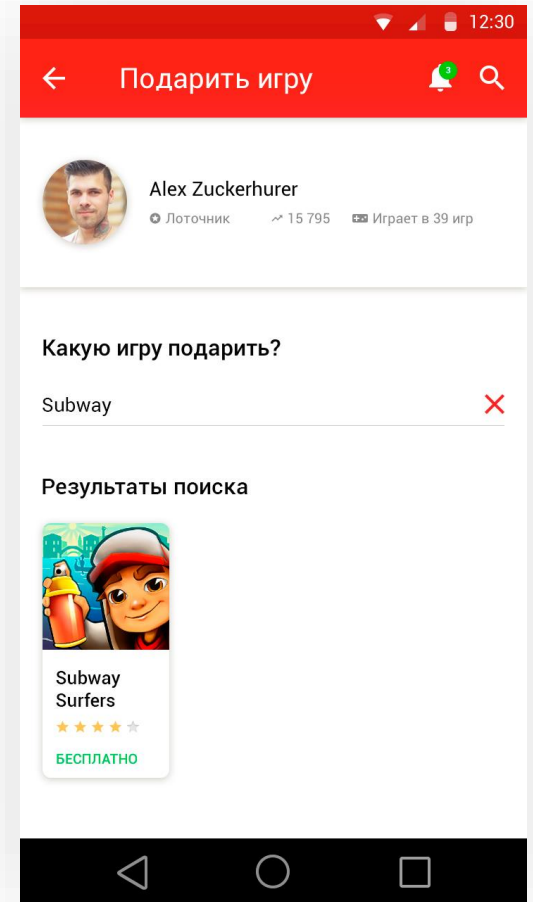 12:30
Подарить игру
3
Alex Zuckerhurer
Лоточник 15 795 Играет в 39 игр
Какую игру подарить?
Subway
Результаты поиска
Subway
Surfers
БЕСПЛАТНО